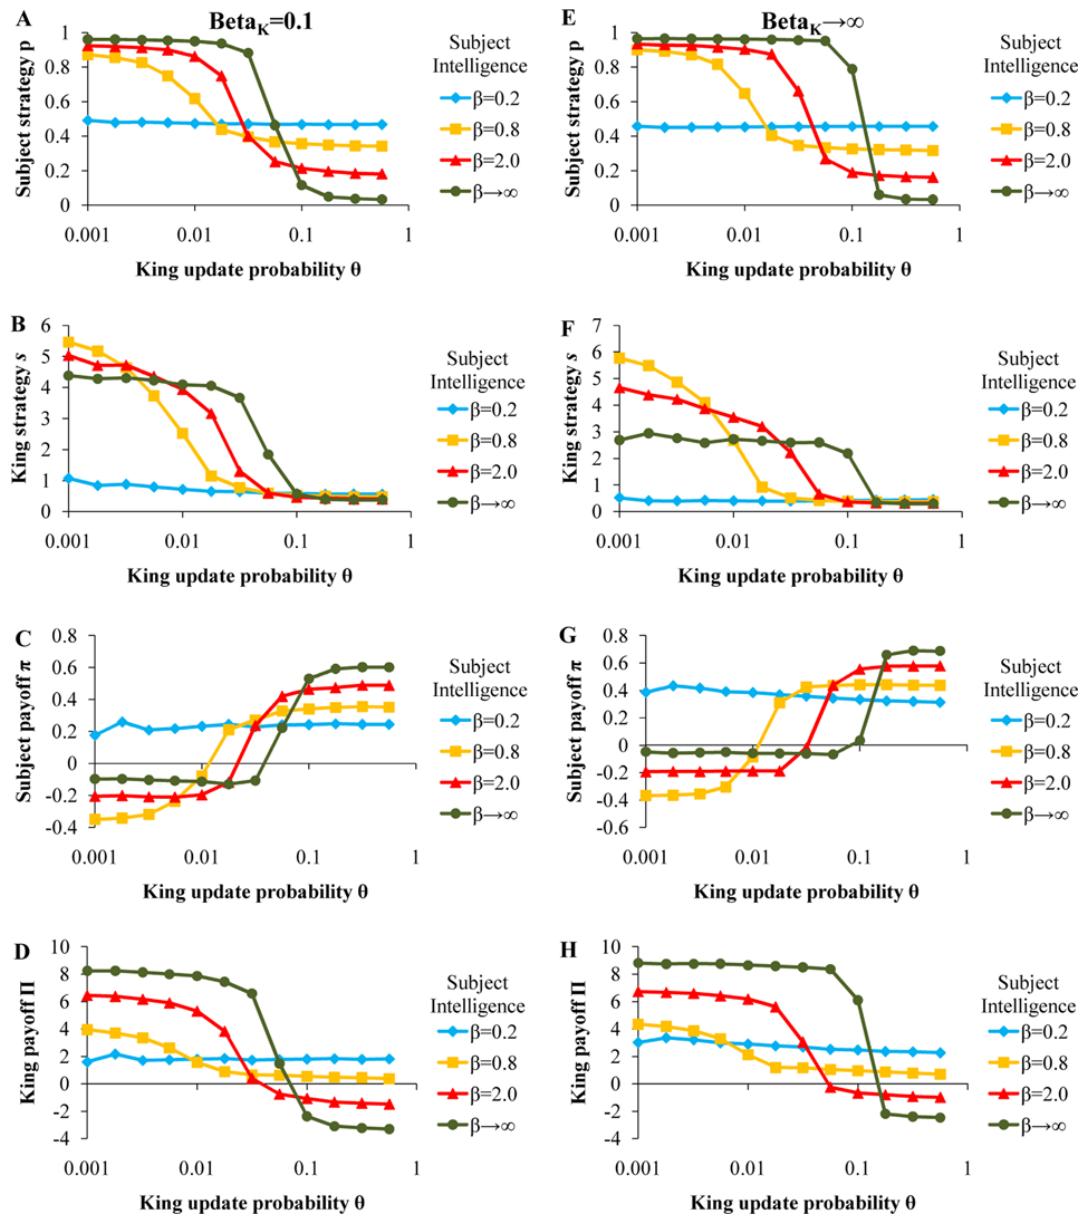 A
Beta_K=0.1
Subject strategy p
1
0.8
0.6
0.4
0.2
0
0.001
0.01
0.1
1
King update probability θ
Subject
Intelligence
β=0.2
β=0.8
β=2.0
β→∞
E
Beta_K→∞
Subject strategy p
1
0.8
0.6
0.4
0.2
0
0.001
0.01
0.1
1
King update probability θ
Subject
Intelligence
β=0.2
β=0.8
β=2.0
β→∞
B
King strategy s
6
5
4
3
2
1
0
0.001
0.01
0.1
1
King update probability θ
Subject
Intelligence
β=0.2
β=0.8
β=2.0
β→∞
F
King strategy s
7
6
5
4
3
2
1
0
0.001
0.01
0.1
1
King update probability θ
Subject
Intelligence
β=0.2
β=0.8
β=2.0
β→∞
C
Subject payoff π
0.8
0.6
0.4
0.2
0
-0.2
-0.4
0.001
0.01
0.1
1
King update probability θ
Subject
Intelligence
β=0.2
β=0.8
β=2.0
β→∞
G
Subject payoff π
0.8
0.6
0.4
0.2
0
-0.2
-0.4
-0.6
0.001
0.01
0.1
1
King update probability θ
Subject
Intelligence
β=0.2
β=0.8
β=2.0
β→∞
D
King payoff Π
10
8
6
4
2
0
-2
-4
0.001
0.01
0.1
1
King update probability θ
Subject
Intelligence
β=0.2
β=0.8
β=2.0
β→∞
H
King payoff Π
10
8
6
4
2
0
-2
-4
0.001
0.01
0.1
1
King update probability θ
Subject
Intelligence
β=0.2
β=0.8
β=2.0
β→∞